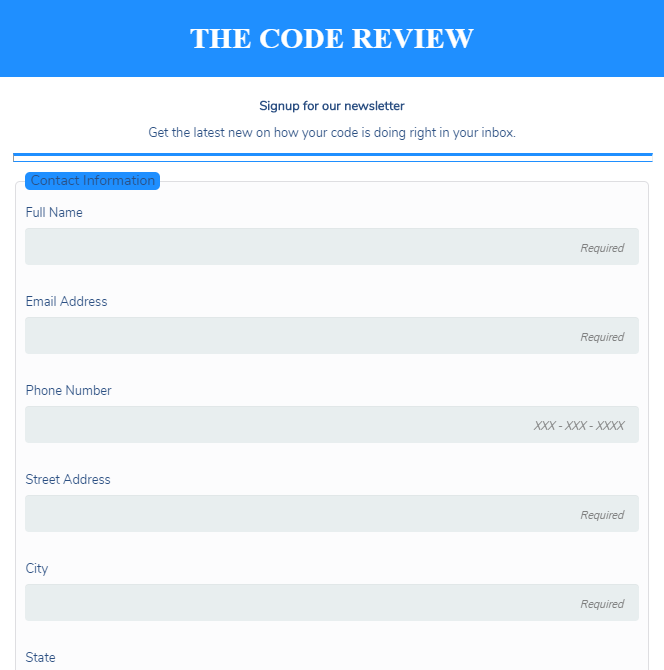 THE CODE REVIEW
Signup for our newsletter
Get the latest new on how your code is doing right in your inbox.
Contact Information
Full Name
Required
Email Address
Required
Phone Number
XXX - XXX - XXXX
Street Address
Required
City
Required
State